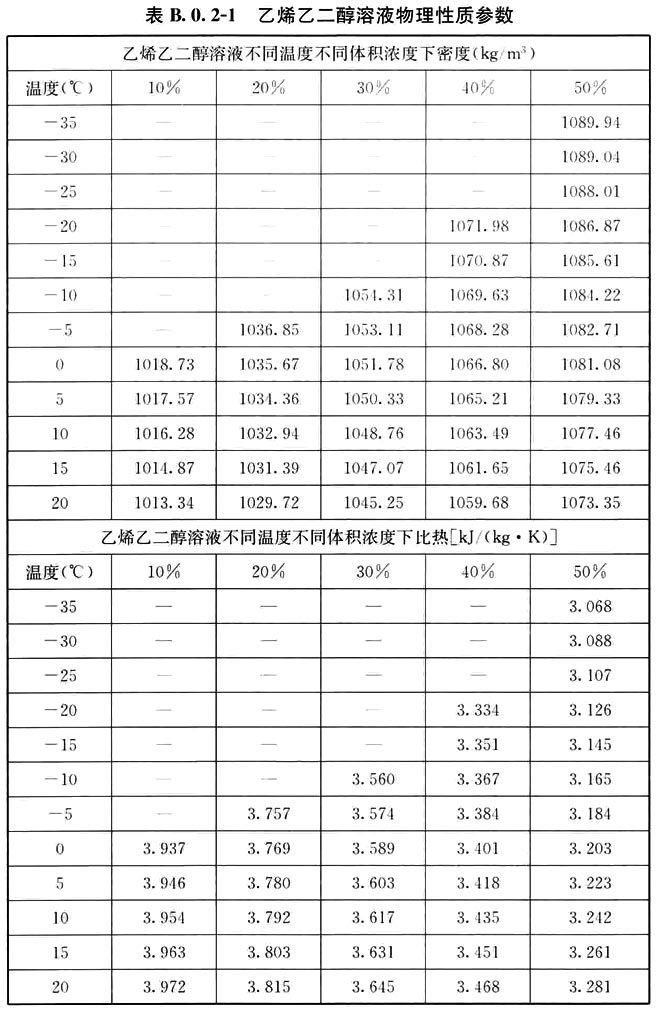 表 B.0.2-1 乙烯乙二醇溶液物理性质参数
乙烯乙二醇溶液不同温度不同体积浓度下密度(kg/m³)
温度(℃) 10% 20% 30% 40% 50%
-35 — — — — 1089.94
-30 — — — — 1089.04
-25 — — — — 1088.01
-20 — — — 1071.98 1086.87
-15 — — — 1070.87 1085.61
-10 — — 1054.31 1069.63 1084.22
-5 — 1036.85 1053.11 1068.28 1082.71
0 1018.73 1035.67 1051.78 1066.80 1081.08
5 1017.57 1034.36 1050.33 1065.21 1079.33
10 1016.28 1032.94 1048.76 1063.49 1077.46
15 1014.87 1031.39 1047.07 1061.65 1075.46
20 1013.34 1029.72 1045.25 1059.68 1073.35
乙烯乙二醇溶液不同温度不同体积浓度下比热[kJ/(kg·K)]
温度(℃) 10% 20% 30% 40% 50%
-35 — — — — 3.068
-30 — — — — 3.088
-25 — — — — 3.107
-20 — — — 3.334 3.126
-15 — — — 3.351 3.145
-10 — — 3.560 3.367 3.165
-5 — 3.757 3.574 3.384 3.184
0 3.937 3.769 3.589 3.401 3.203
5 3.946 3.780 3.603 3.418 3.223
10 3.954 3.792 3.617 3.435 3.242
15 3.963 3.803 3.631 3.451 3.261
20 3.972 3.815 3.645 3.468 3.281